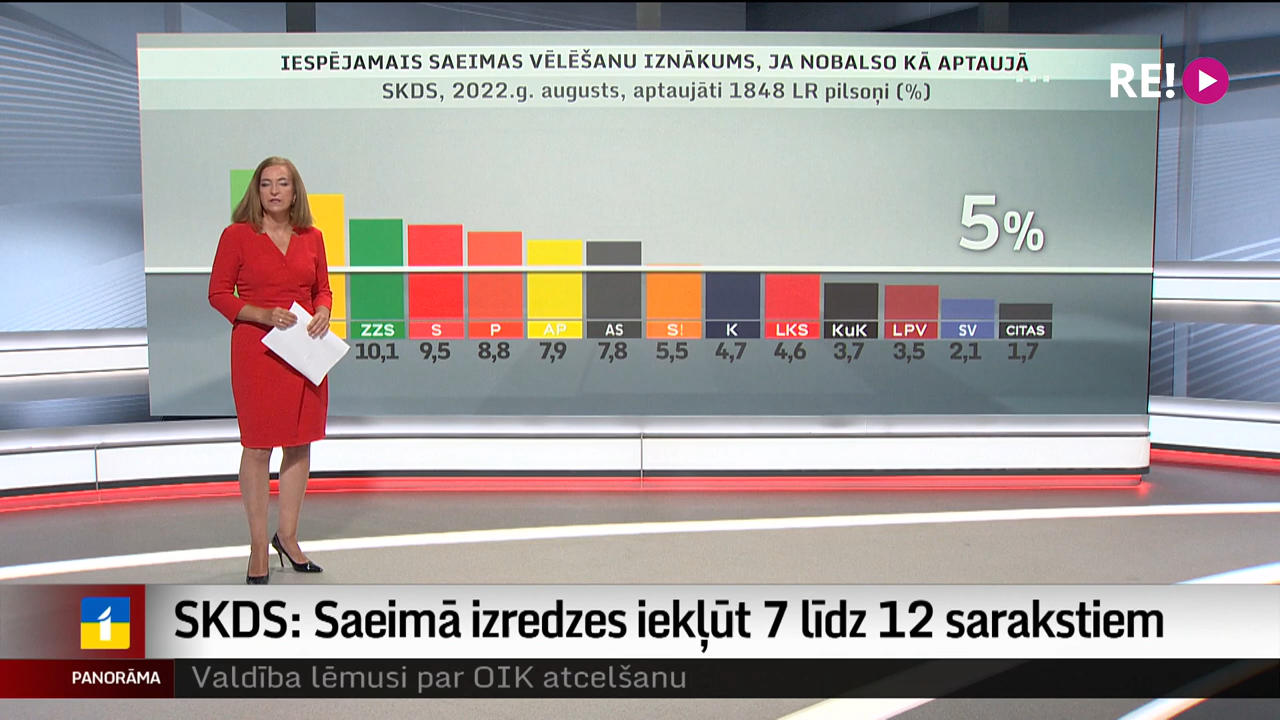 IESPĒJAMAIS SAEIMAS VĒLĒŠANU IZNĀKUMS, JA NOBALSO KĀ APTAUJĀ
SKDS, 2022.g. augusts, aptaujāti 1848 LR pilsoņi (%)
RE!
5%
ZZS S P AP AS S! K LKS KuK LPV SV CITAS
10,1 9,5 8,8 7,9 7,8 5,5 4,7 4,6 3,7 3,5 2,1 1,7
1 SKDS: Saeimā izredzes iekļūt 7 līdz 12 sarakstiem
PANORĀMA Valdība lēmusi par OIK atcelšanu